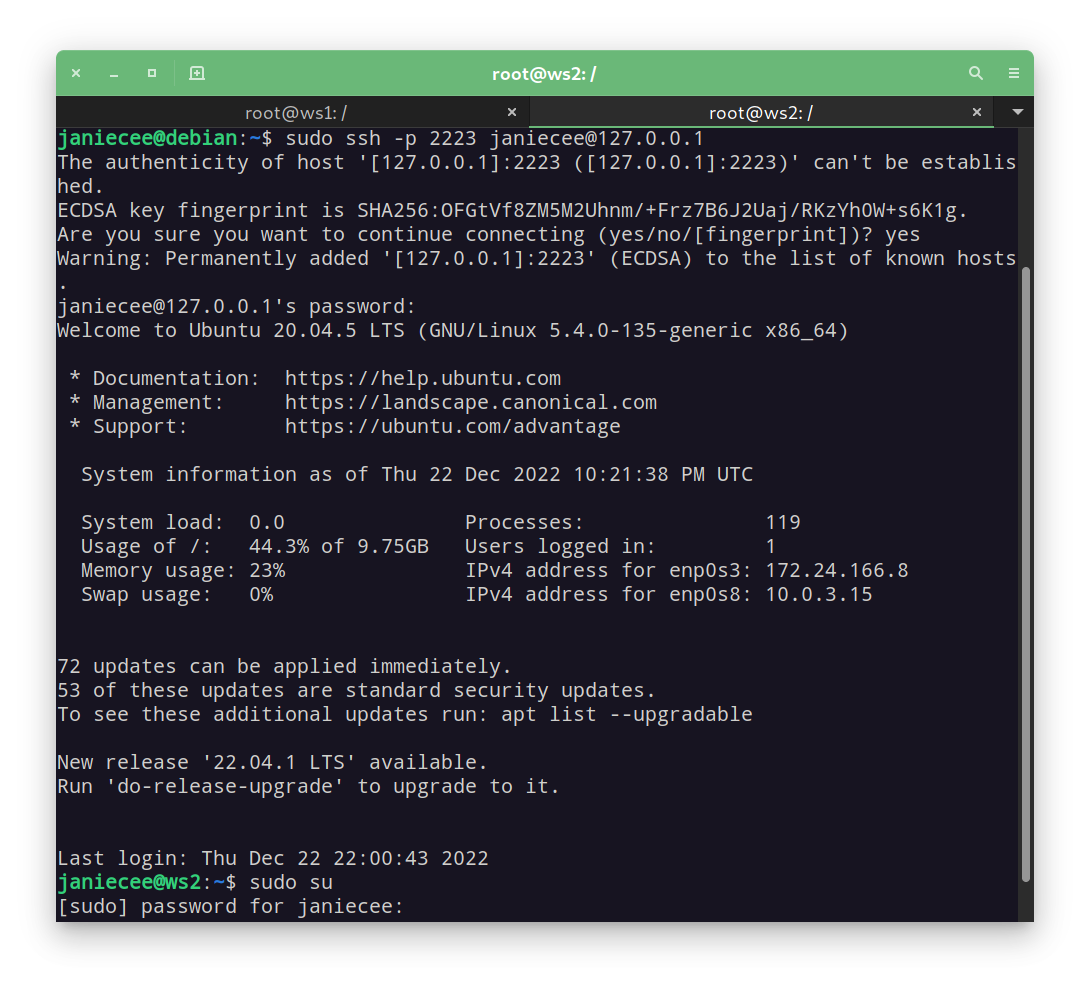 root@ws2: /
root@ws1: /
root@ws2: /
janiecee@debian:~$ sudo ssh -p 2223 janiecee@127.0.0.1
The authenticity of host '[127.0.0.1]:2223 ([127.0.0.1]:2223)' can't be establis
hed.
ECDSA key fingerprint is SHA256:OFGtVf8ZM5M2Uhnm/+Frz7B6J2Uaj/RKzYh0W+s6K1g.
Are you sure you want to continue connecting (yes/no/[fingerprint])? yes
Warning: Permanently added '[127.0.0.1]:2223' (ECDSA) to the list of known hosts
.
janiecee@127.0.0.1's password:
Welcome to Ubuntu 20.04.5 LTS (GNU/Linux 5.4.0-135-generic x86_64)

 * Documentation:  https://help.ubuntu.com
 * Management:     https://landscape.canonical.com
 * Support:        https://ubuntu.com/advantage

  System information as of Thu 22 Dec 2022 10:21:38 PM UTC

  System load:  0.0               Processes:               119
  Usage of /:   44.3% of 9.75GB   Users logged in:         1
  Memory usage: 23%               IPv4 address for enp0s3: 172.24.166.8
  Swap usage:   0%                IPv4 address for enp0s8: 10.0.3.15

72 updates can be applied immediately.
53 of these updates are standard security updates.
To see these additional updates run: apt list --upgradable

New release '22.04.1 LTS' available.
Run 'do-release-upgrade' to upgrade to it.

Last login: Thu Dec 22 22:00:43 2022
janiecee@ws2:~$ sudo su
[sudo] password for janiecee: